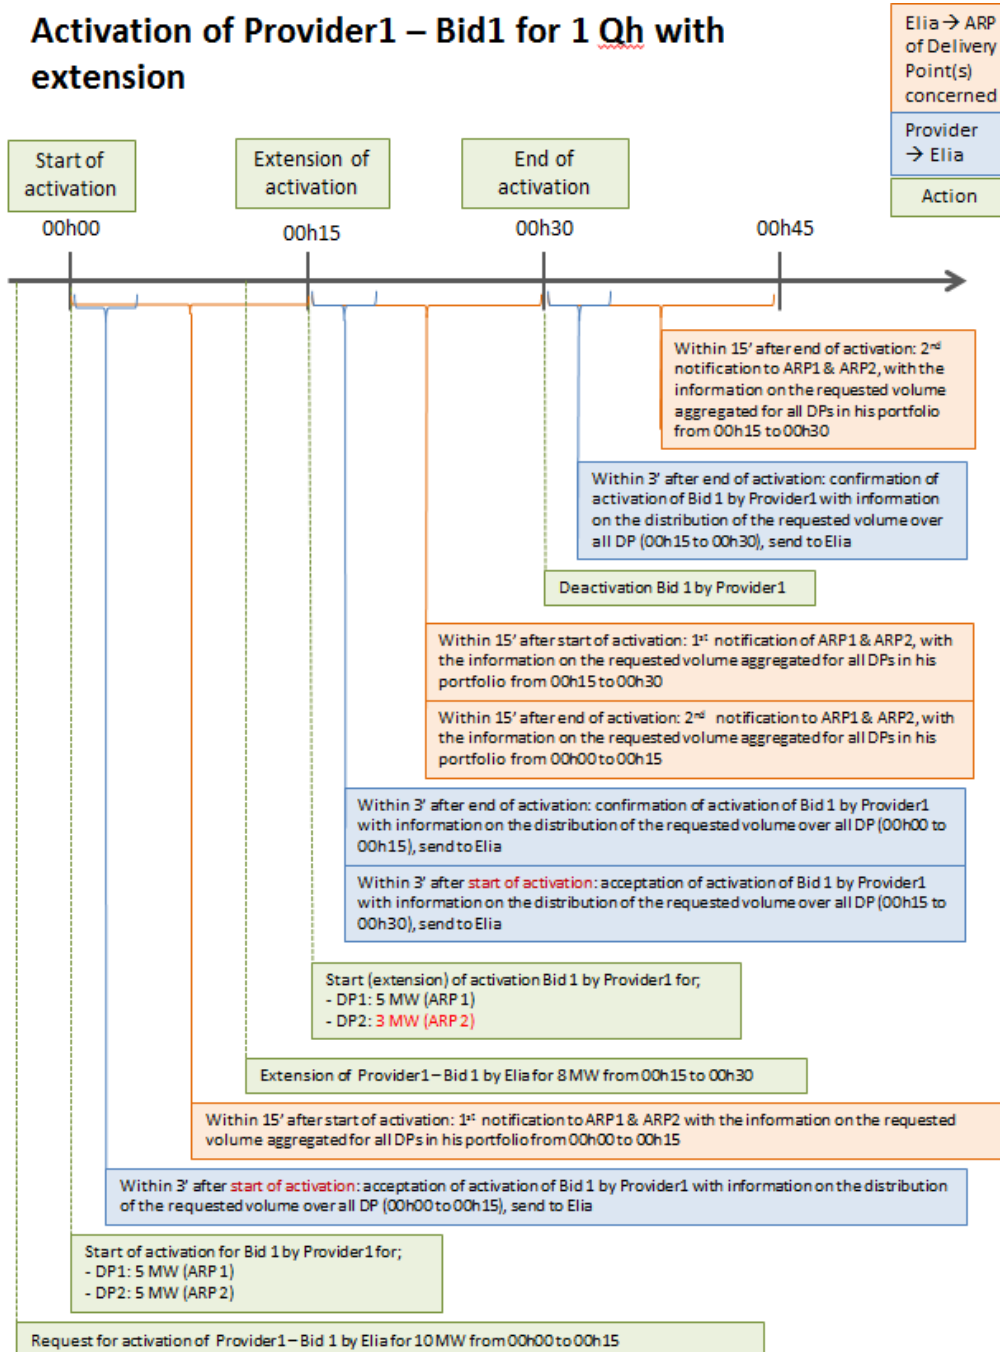 Activation of Provider1 – Bid1 for 1 Qh with
extension
Elia → ARP
of Delivery
Point(s)
concerned
Provider
→ Elia
Action
Start of
activation
Extension of
activation
End of
activation
00h00
00h15
00h30
00h45
Within 15’ after end of activation: 2nd
notification to ARP1 & ARP2, with the
information on the requested volume
aggregated for all DPs in his portfolio
from 00h15 to 00h30
Within 3’ after end of activation: confirmation of
activation of Bid 1 by Provider1 with information
on the distribution of the requested volume over
all DP (00h15 to 00h30), send to Elia
Deactivation Bid 1 by Provider1
Within 15’ after start of activation: 1st notification of ARP1 & ARP2, with
the information on the requested volume aggregated for all DPs in his
portfolio from 00h15 to 00h30
Within 15’ after end of activation: 2nd notification to ARP1 & ARP2, with
the information on the requested volume aggregated for all DPs in his
portfolio from 00h00 to 00h15
Within 3’ after end of activation: confirmation of activation of Bid 1 by Provider1
with information on the distribution of the requested volume over all DP (00h00 to
00h15), send to Elia
Within 3’ after start of activation: acceptation of activation of Bid 1 by Provider1
with information on the distribution of the requested volume over all DP (00h15 to
00h30), send to Elia
Start (extension) of activation Bid 1 by Provider1 for;
- DP1: 5 MW (ARP 1)
- DP2: 3 MW (ARP 2)
Extension of Provider1 – Bid 1 by Elia for 8 MW from 00h15 to 00h30
Within 15’ after start of activation: 1st notification to ARP1 & ARP2 with the information on the requested
volume aggregated for all DPs in his portfolio from 00h00 to 00h15
Within 3’ after start of activation: acceptation of activation of Bid 1 by Provider1 with information on the distribution
of the requested volume over all DP (00h00 to 00h15), send to Elia
Start of activation for Bid 1 by Provider1 for;
- DP1: 5 MW (ARP 1)
- DP2: 5 MW (ARP 2)
Request for activation of Provider1 – Bid 1 by Elia for 10 MW from 00h00 to 00h15